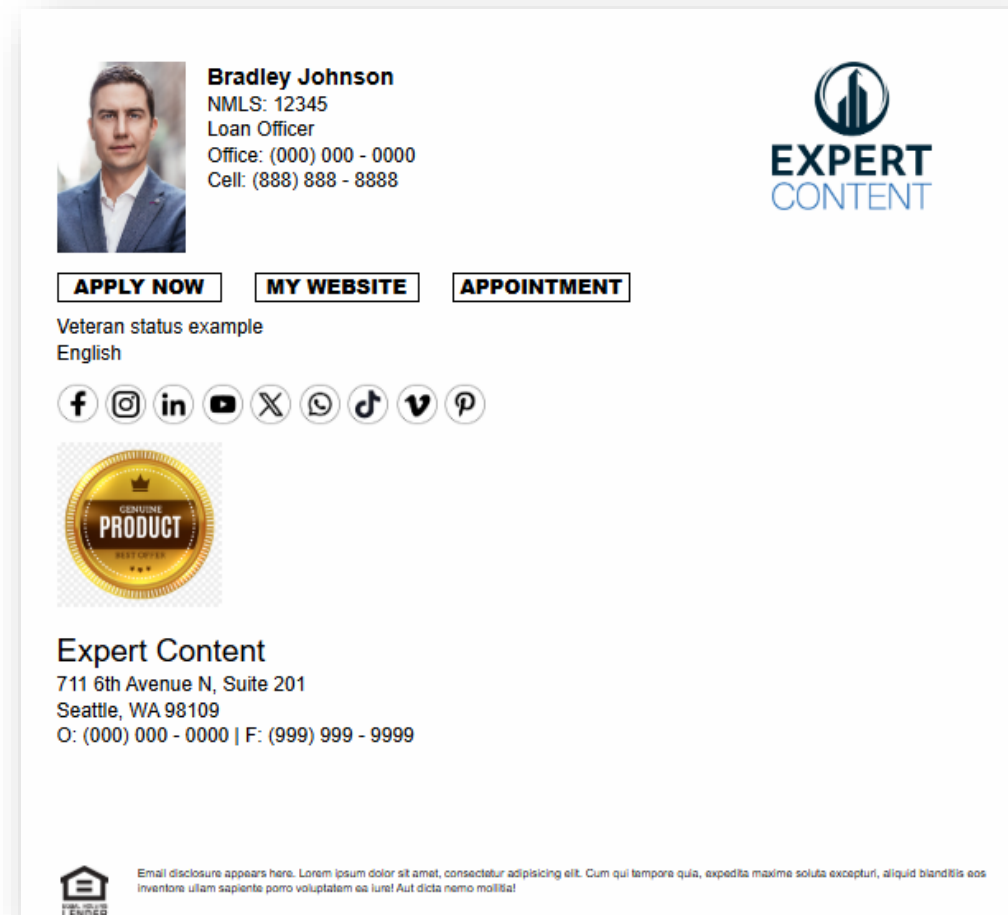 Bradley Johnson
NMLS: 12345
Loan Officer
Office: (000) 000 - 0000
Cell: (888) 888 - 8888
EXPERT
CONTENT
APPLY NOW
MY WEBSITE
APPOINTMENT
Veteran status example
English
GENUINE
PRODUCT
BEST OFFER
Expert Content
711 6th Avenue N, Suite 201
Seattle, WA 98109
O: (000) 000 - 0000 | F: (999) 999 - 9999
Email disclosure appears here. Lorem ipsum dolor sit amet, consectetur adipisicing elit. Cum qui tempore quia, expedita maxime soluta excepturi, aliquid blanditiis eos
inventore ullam sapiente porro voluptatem ea iure! Aut dicta nemo mollitia!
LENDER